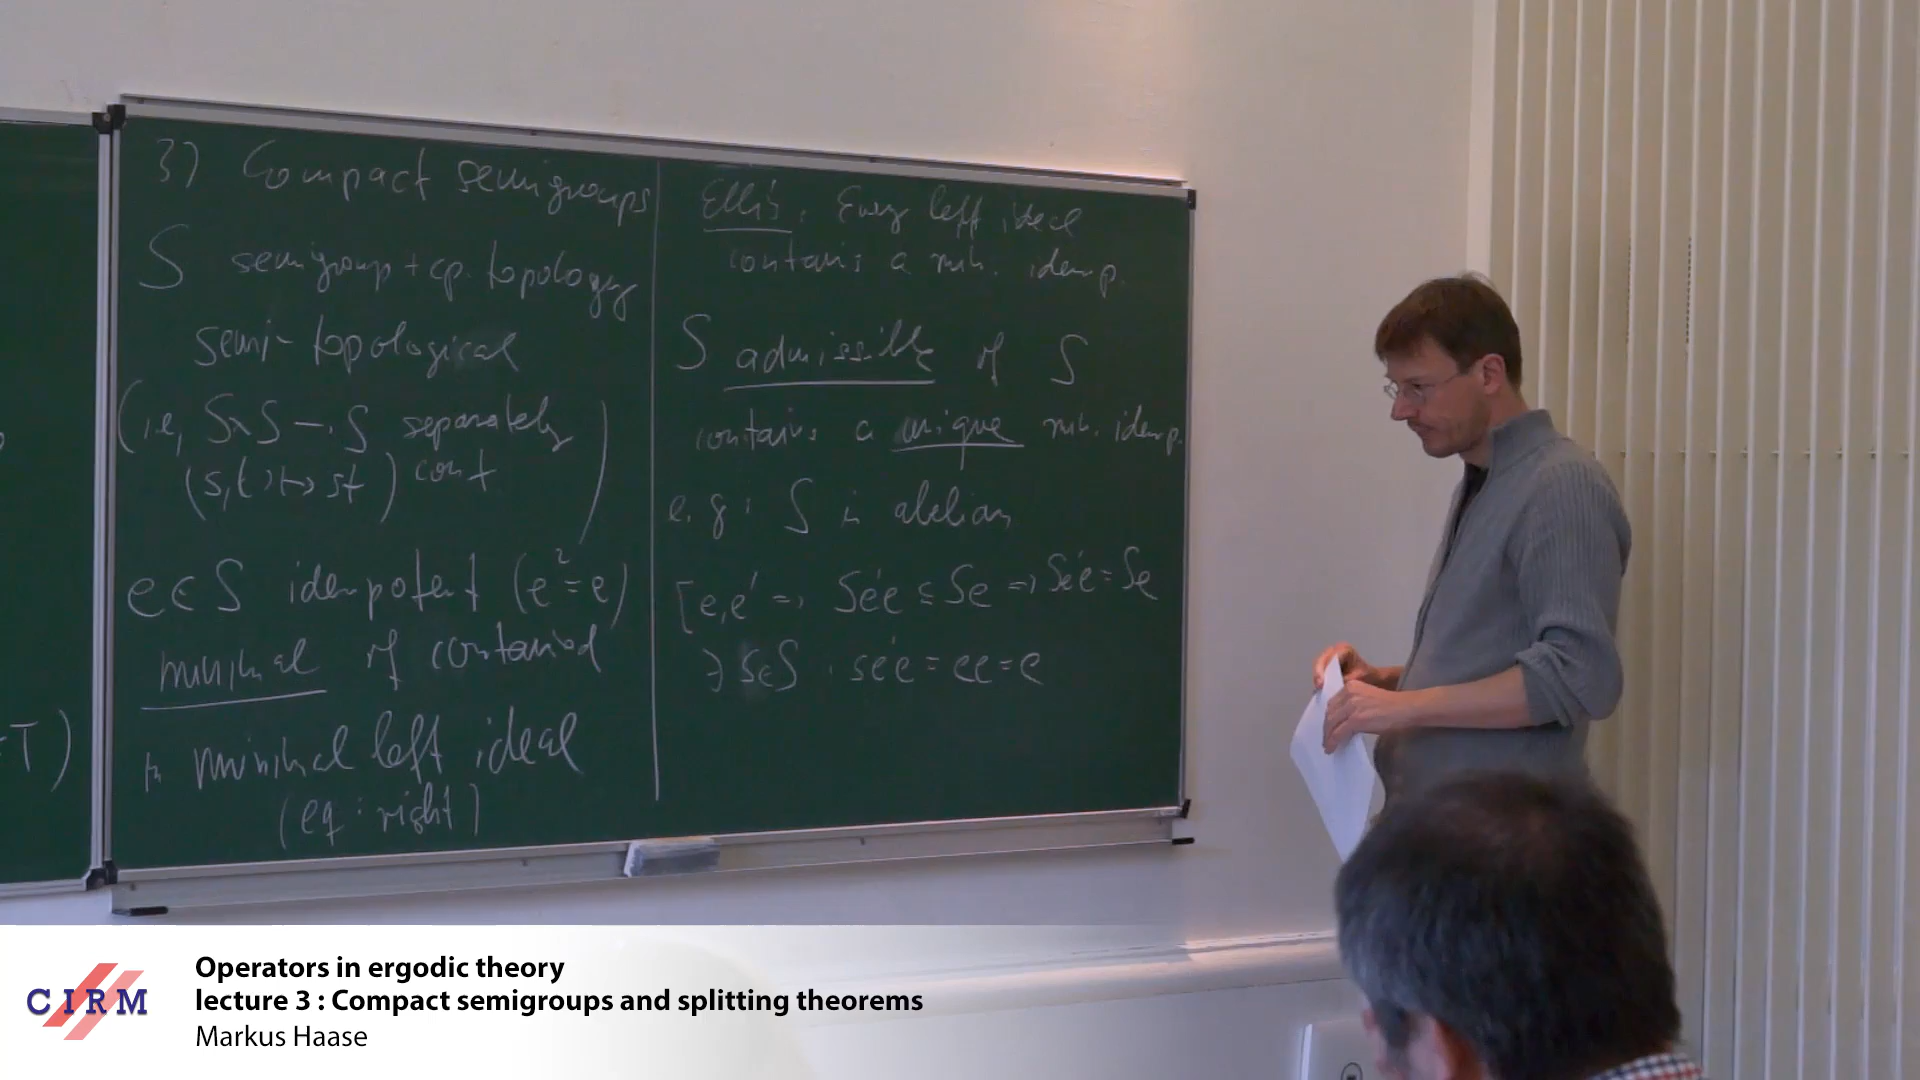 3) Compact semigroups
S semigroup + cp. topology
semi-topological
(i.e., S×S → S separately
(s,t) ↦ st) cont
e ∈ S idempotent (e² = e)
minimal if contained
in minimal left ideal
(eq: right)
Ellis: Every left ideal
contains a min. idemp.
S admissible if S
contains a unique min. idemp.
e.g: S is abelian
[e,e' ⇒ Se'e ⊆ Se ⇒ Se'e = Se
∃ s∈S : se'e = ee = e
T)
CIRM
Operators in ergodic theory
lecture 3 : Compact semigroups and splitting theorems
Markus Haase